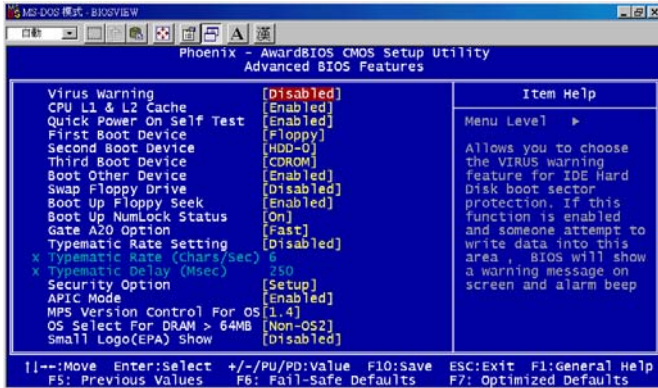 MS-DOS 模式 - BIOSVIEW
自動
A 漢
Phoenix - AwardBIOS CMOS Setup Utility
Advanced BIOS Features
Virus Warning [Disabled]
CPU L1 & L2 Cache [Enabled]
Quick Power On Self Test [Enabled]
First Boot Device [Floppy]
Second Boot Device [HDD-0]
Third Boot Device [CDROM]
Boot Other Device [Enabled]
Swap Floppy Drive [Disabled]
Boot Up Floppy Seek [Enabled]
Boot Up NumLock Status [On]
Gate A20 Option [Fast]
Typematic Rate Setting [Disabled]
x Typematic Rate (Chars/Sec) 6
x Typematic Delay (Msec) 250
Security Option [Setup]
APIC Mode [Enabled]
MPS Version Control For OS[1.4]
OS Select For DRAM > 64MB [Non-OS2]
Small Logo(EPA) Show [Disabled]
Item Help
Menu Level ▶
Allows you to choose
the VIRUS warning
feature for IDE Hard
Disk boot sector
protection. If this
function is enabled
and someone attempt to
write data into this
area , BIOS will show
a warning message on
screen and alarm beep
↑↓→←:Move Enter:Select +/-/PU/PD:Value F10:Save ESC:Exit F1:General Help
F5: Previous Values F6: Fail-Safe Defaults F7: Optimized Defaults